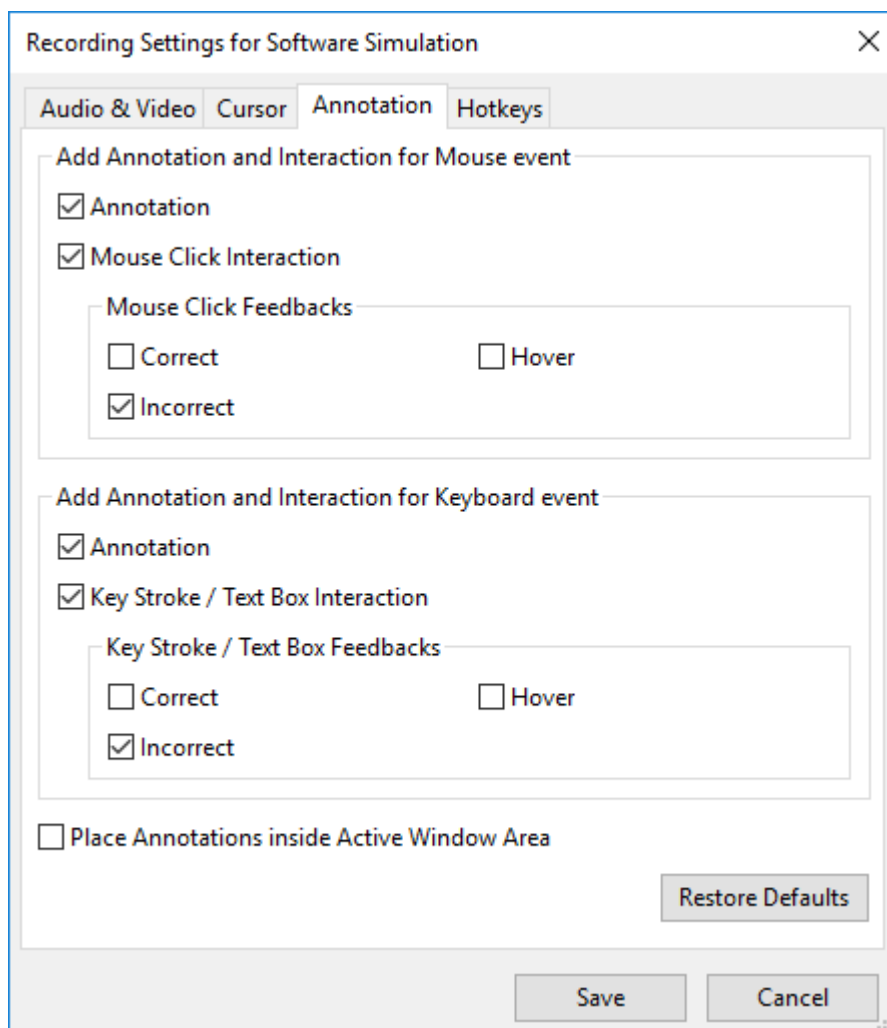 Recording Settings for Software Simulation
Audio & Video Cursor Annotation Hotkeys
Add Annotation and Interaction for Mouse event
Annotation
Mouse Click Interaction
Mouse Click Feedbacks
Correct Hover
Incorrect
Add Annotation and Interaction for Keyboard event
Annotation
Key Stroke / Text Box Interaction
Key Stroke / Text Box Feedbacks
Correct Hover
Incorrect
Place Annotations inside Active Window Area
Restore Defaults
Save Cancel